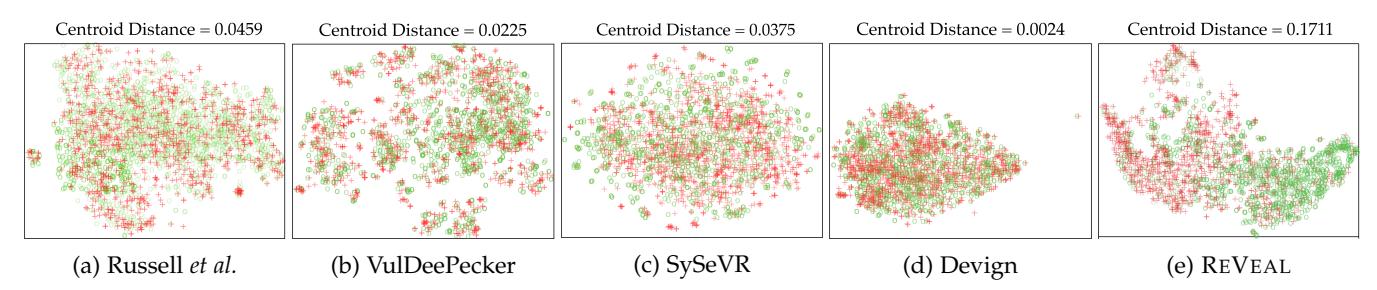 Centroid Distance = 0.0459
Centroid Distance = 0.0225
Centroid Distance = 0.0375
Centroid Distance = 0.0024
Centroid Distance = 0.1711
(a) Russell et al.
(b) VulDeePecker
(c) SySeVR
(d) Devign
(e) REVEAL